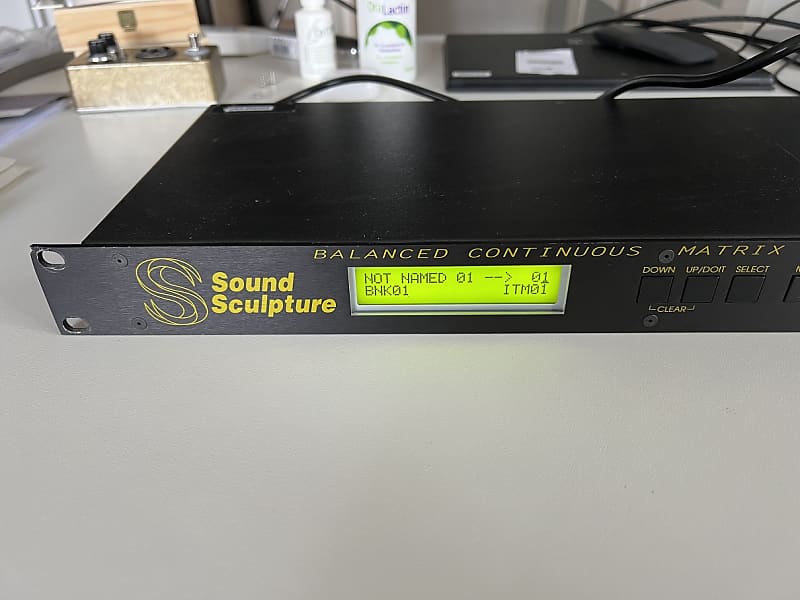 BALANCED CONTINUOUS MATRIX
Sound
Sculpture
NOT NAMED 01 --> 01
BNK01 ITM01
DOWN UP/DOIT SELECT
CLEAR